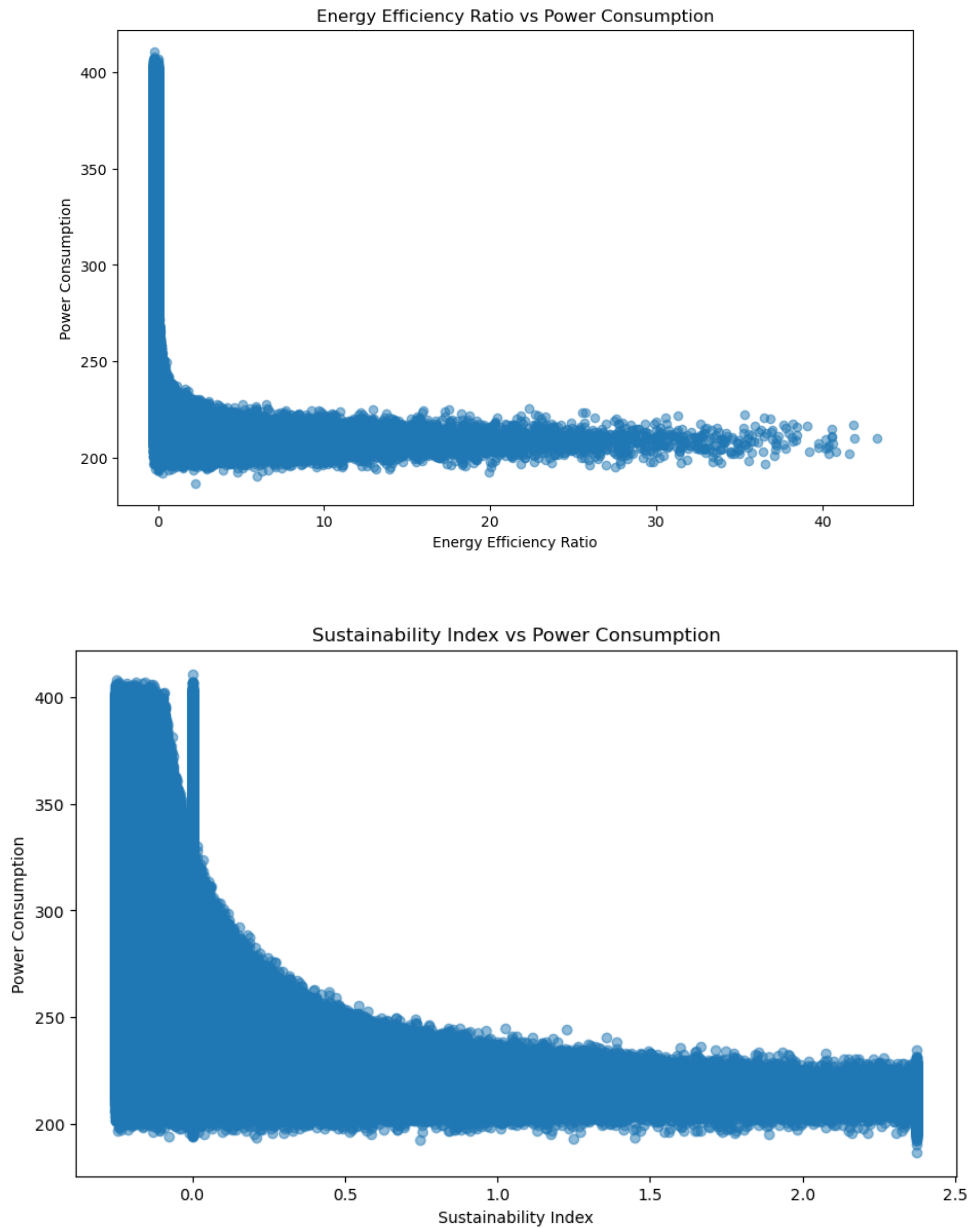 Energy Efficiency Ratio vs Power Consumption
400
350
300
250
200
Power Consumption
0 10 20 30 40
Energy Efficiency Ratio
Sustainability Index vs Power Consumption
400
350
300
250
200
Power Consumption
0.0 0.5 1.0 1.5 2.0 2.5
Sustainability Index